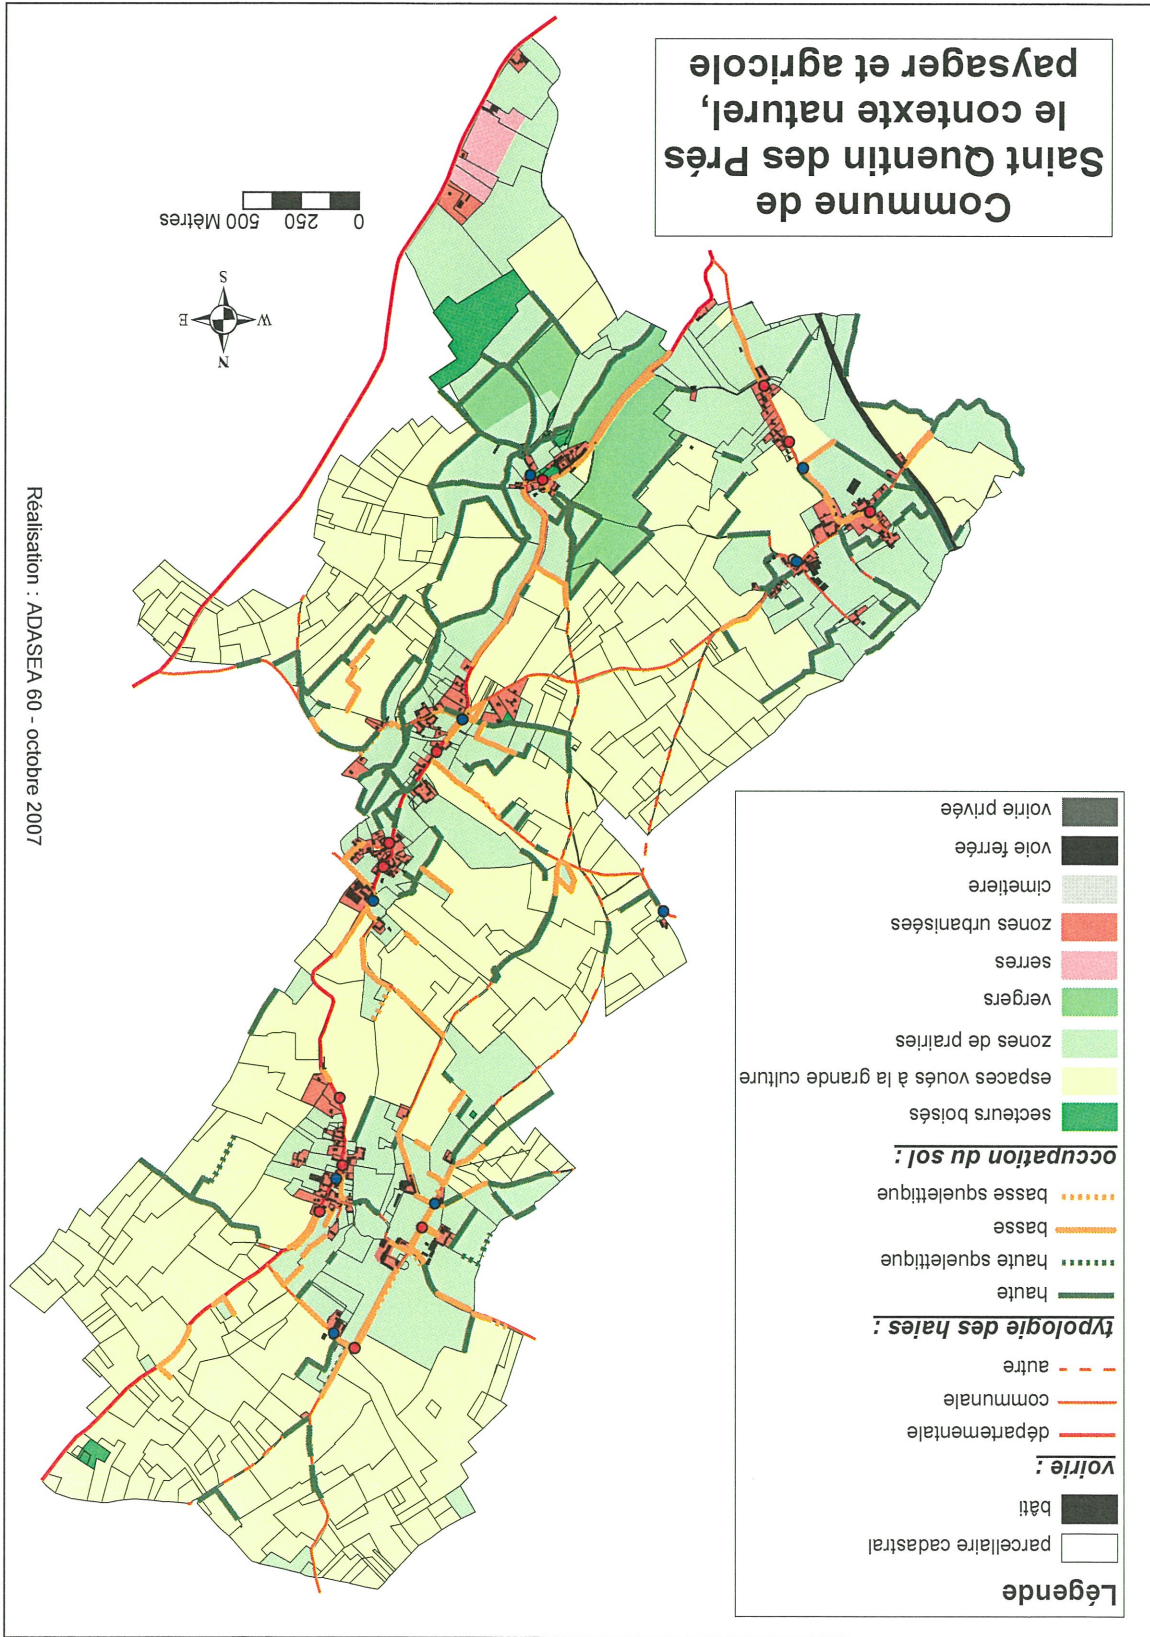 Commune de
Saint Quentin des Prés
le contexte naturel,
paysager et agricole
0 250 500 Mètres
N
W
E
S
Légende
parcellaire cadastral
bâti
voirie :
départementale
communale
autre
typologie des haies :
haute
haute squelettique
basse
basse squelettique
occupation du sol :
secteurs boisés
espaces voués à la grande culture
zones de prairies
vergers
serres
zones urbanisées
cimetiere
voie ferrée
voirie privée
Réalisation : ADASEA 60 - octobre 2007